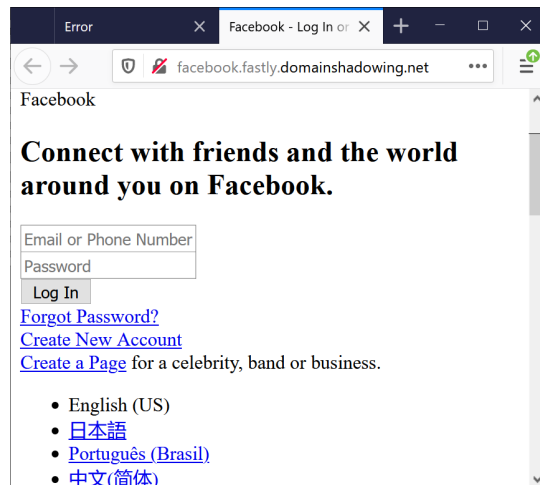 Error
Facebook - Log In or
facebook.fastly.domainshadowing.net
Facebook
Connect with friends and the world
around you on Facebook.
Email or Phone Number
Password
Log In
Forgot Password?
Create New Account
Create a Page for a celebrity, band or business.
English (US)
日本語
Português (Brasil)
中文(简体)